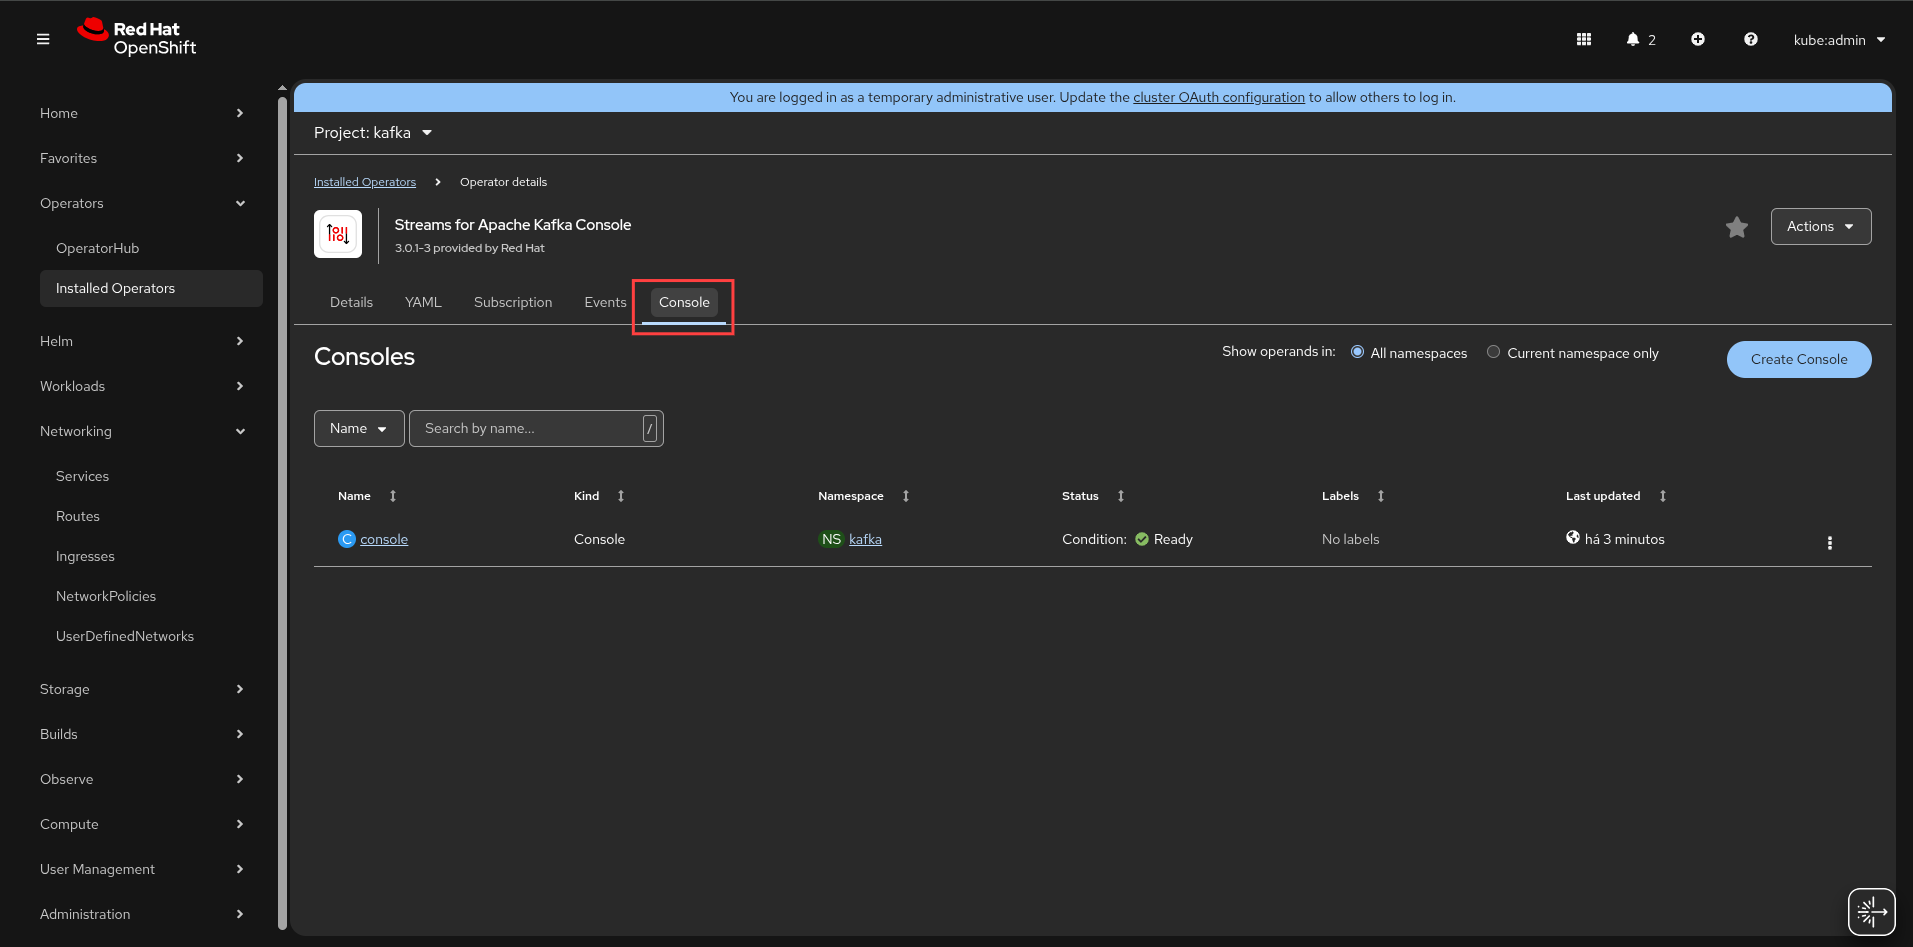 Red Hat
OpenShift
2
kube:admin
Home
Favorites
Operators
OperatorHub
Installed Operators
Helm
Workloads
Networking
Services
Routes
Ingresses
NetworkPolicies
UserDefinedNetworks
Storage
Builds
Observe
Compute
User Management
Administration
You are logged in as a temporary administrative user. Update the cluster OAuth configuration to allow others to log in.
Project: kafka
Installed Operators Operator details
Streams for Apache Kafka Console
3.0.1-3 provided by Red Hat
Actions
Details YAML Subscription Events Console
Consoles
Show operands in: All namespaces Current namespace only
Create Console
Name Search by name... /
Name Kind Namespace Status Labels Last updated
C console Console NS kafka Condition: Ready No labels há 3 minutos